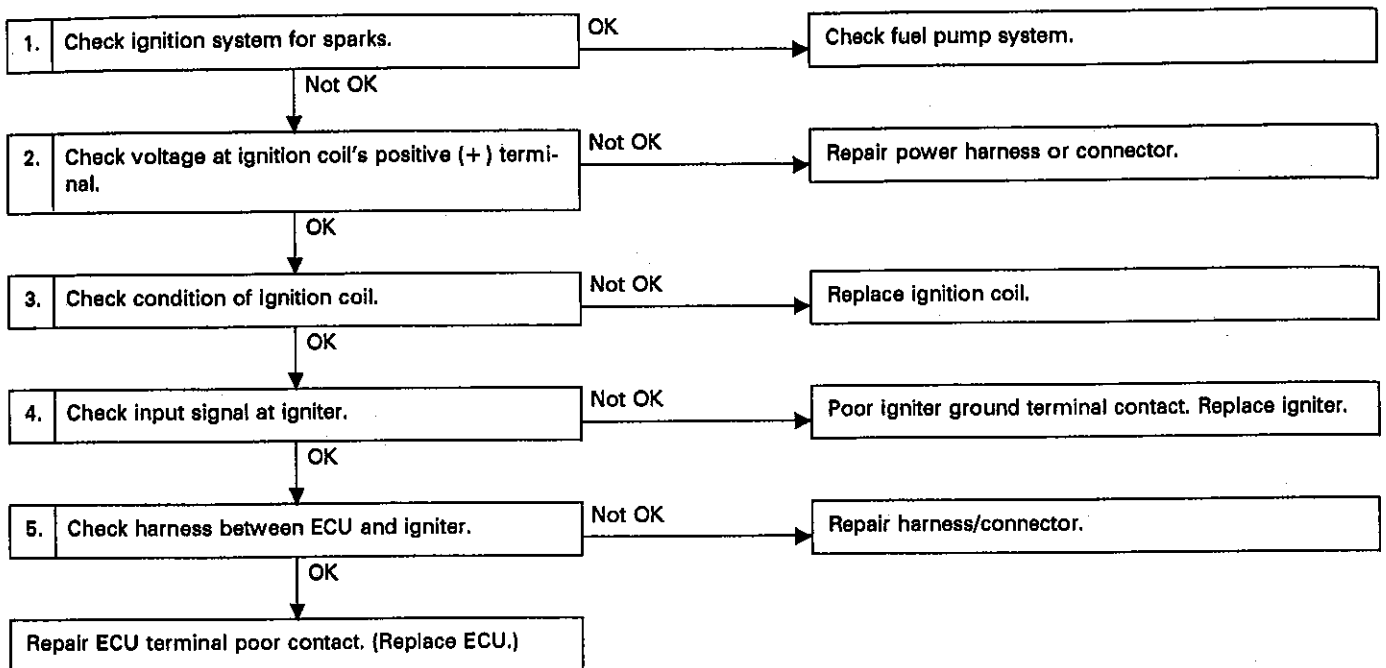 1. Check ignition system for sparks.
OK
Check fuel pump system.
Not OK
2. Check voltage at ignition coil's positive (+) termi-
nal.
Not OK
Repair power harness or connector.
OK
3. Check condition of ignition coil.
Not OK
Replace ignition coil.
OK
4. Check input signal at igniter.
Not OK
Poor igniter ground terminal contact. Replace igniter.
OK
5. Check harness between ECU and igniter.
Not OK
Repair harness/connector.
OK
Repair ECU terminal poor contact. (Replace ECU.)